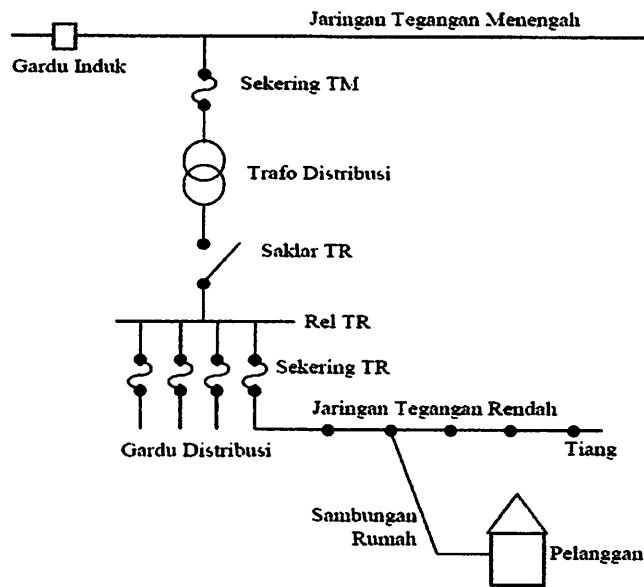 Jaringan Tegangan Menengah
Gardu Induk
Sekering TM
Trafo Distribusi
Saklar TR
Rel TR
Sekering TR
Jaringan Tegangan Rendah
Gardu Distribusi
Tiang
Sambungan
Rumah
Pelanggan